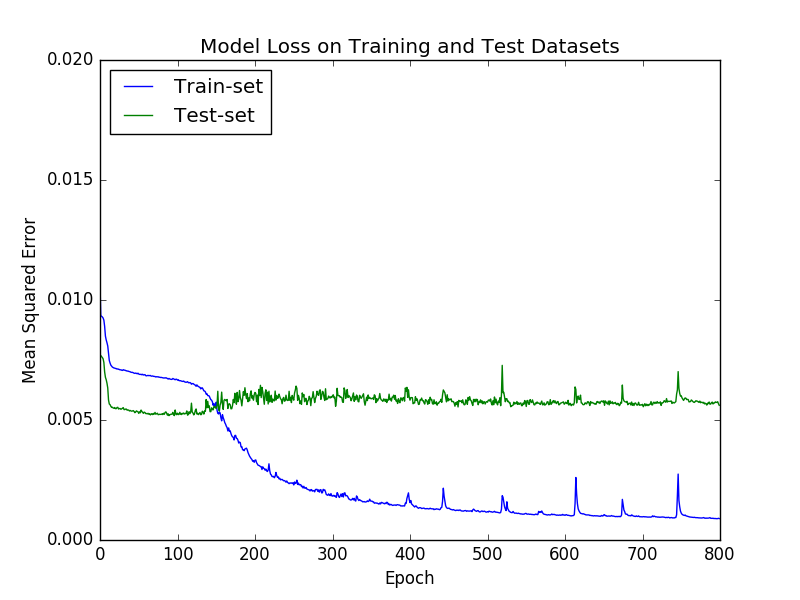 Model Loss on Training and Test Datasets
0.020
Train-set
Test-set
0.015
Mean Squared Error
0.010
0.005
0.000
0 100 200 300 400 500 600 700 800
Epoch